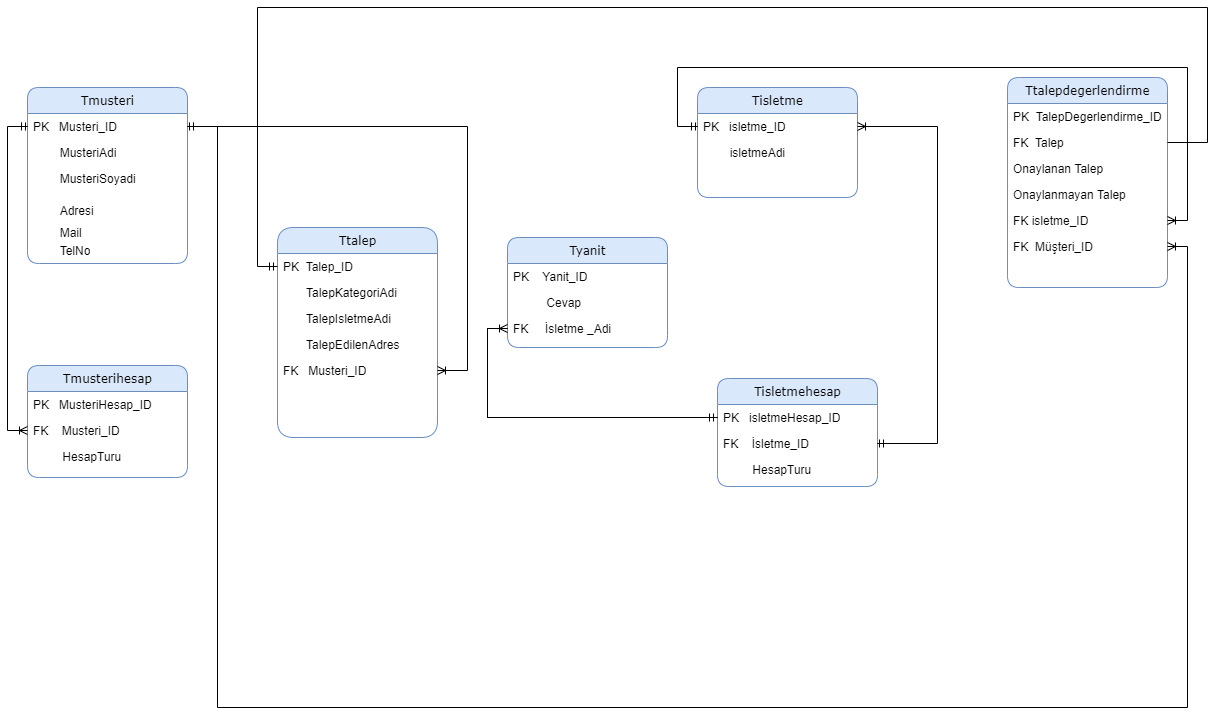 Tmusteri
PK Musteri_ID
MusteriAdi
MusteriSoyadi
Adresi
Mail
TelNo
Tmusterihesap
PK MusteriHesap_ID
FK Musteri_ID
HesapTuru
Ttalep
PK Talep_ID
TalepKategoriAdi
TalepIsletmeAdi
TalepEdilenAdres
FK Musteri_ID
Tyanit
PK Yanit_ID
Cevap
FK İsletme _Adi
Tisletme
PK isletme_ID
isletmeAdi
Tisletmehesap
PK isletmeHesap_ID
FK İsletme_ID
HesapTuru
Ttalepdegerlendirme
PK TalepDegerlendirme_ID
FK Talep
Onaylanan Talep
Onaylanmayan Talep
FK isletme_ID
FK Müşteri_ID